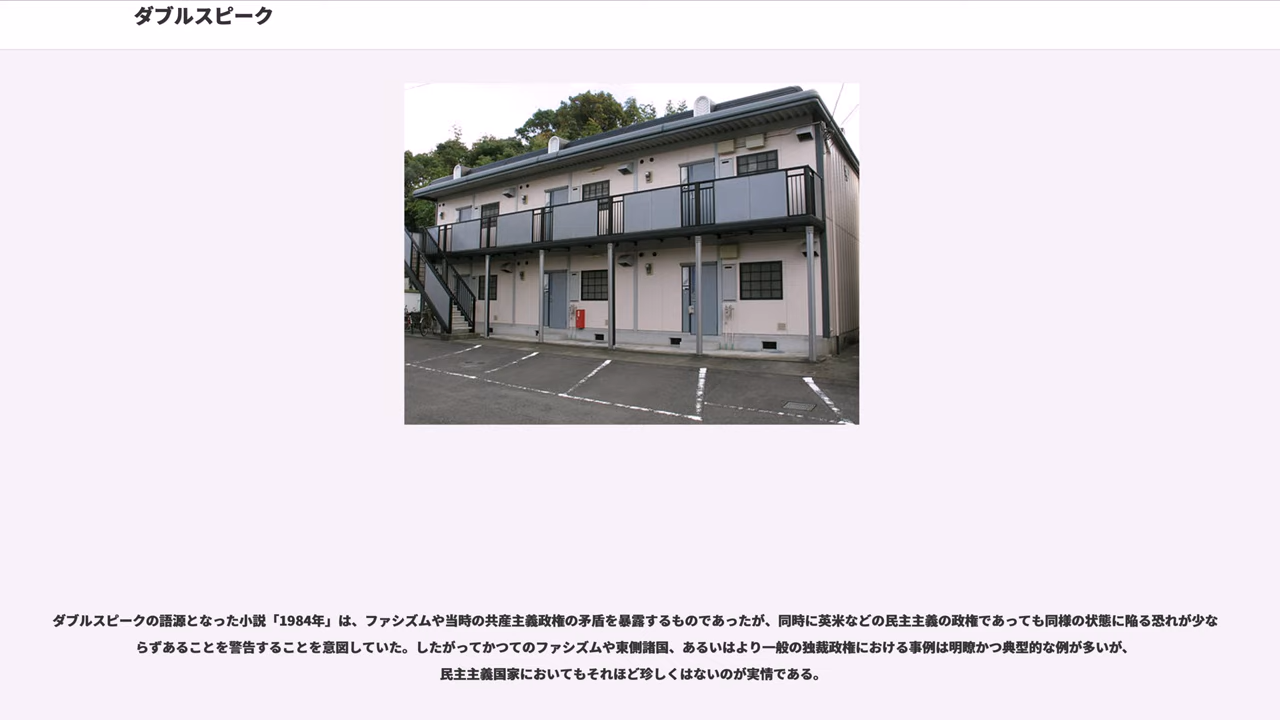 ダブルスピーク
ダブルスピークの語源となった小説「1984年」は、ファシズムや当時の共産主義政権の矛盾を暴露するものであったが、同時に英米などの民主主義の政権であっても同様の状態に陥る恐れが少な
らずあることを警告することを意図していた。したがってかつてのファシズムや東側諸国、あるいはより一般の独裁政権における事例は明瞭かつ典型的な例が多いが、
民主主義国家においてもそれほど珍しくはないのが実情である。